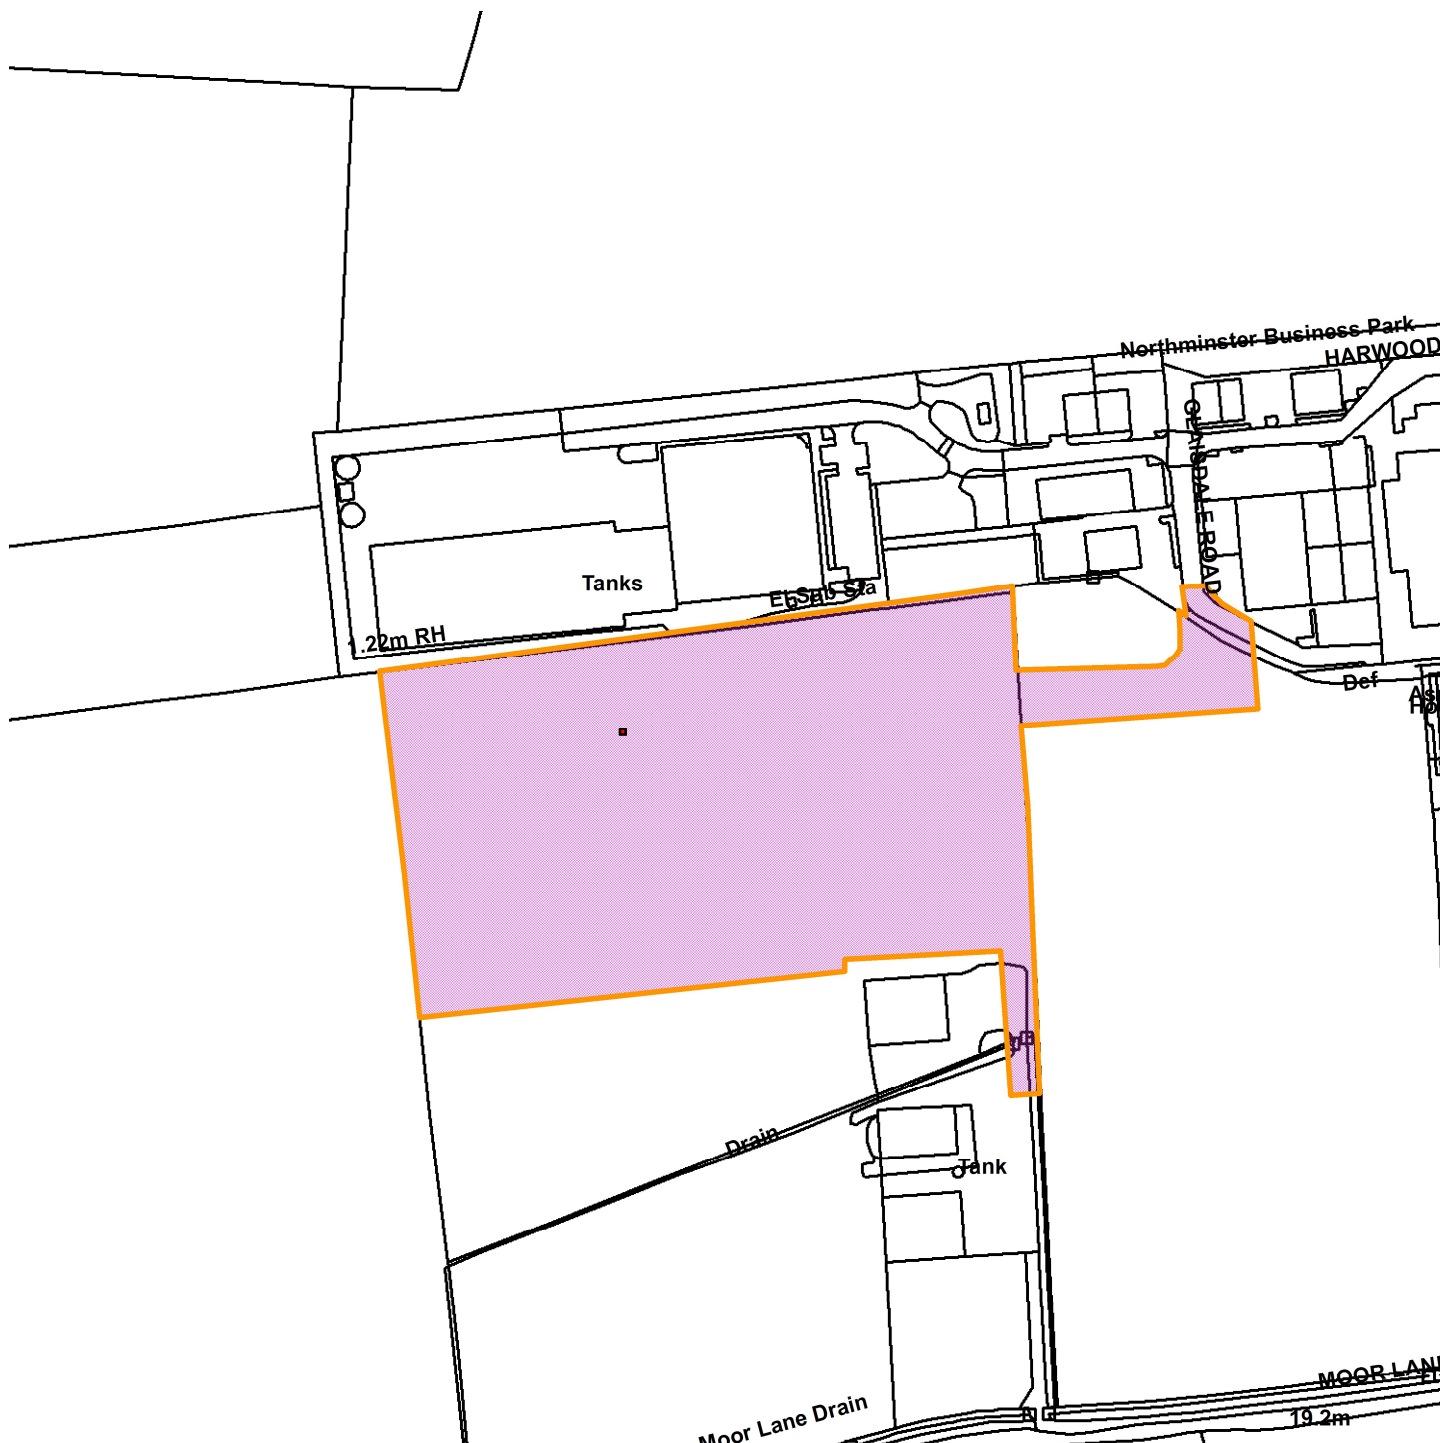 Northminster Business Park
HARWOOD
GLAISDALE ROAD
Tanks
El Sub Sta
1.22m RH
Def
Drain
Tank
MOOR LANE
Moor Lane Drain
19.2m